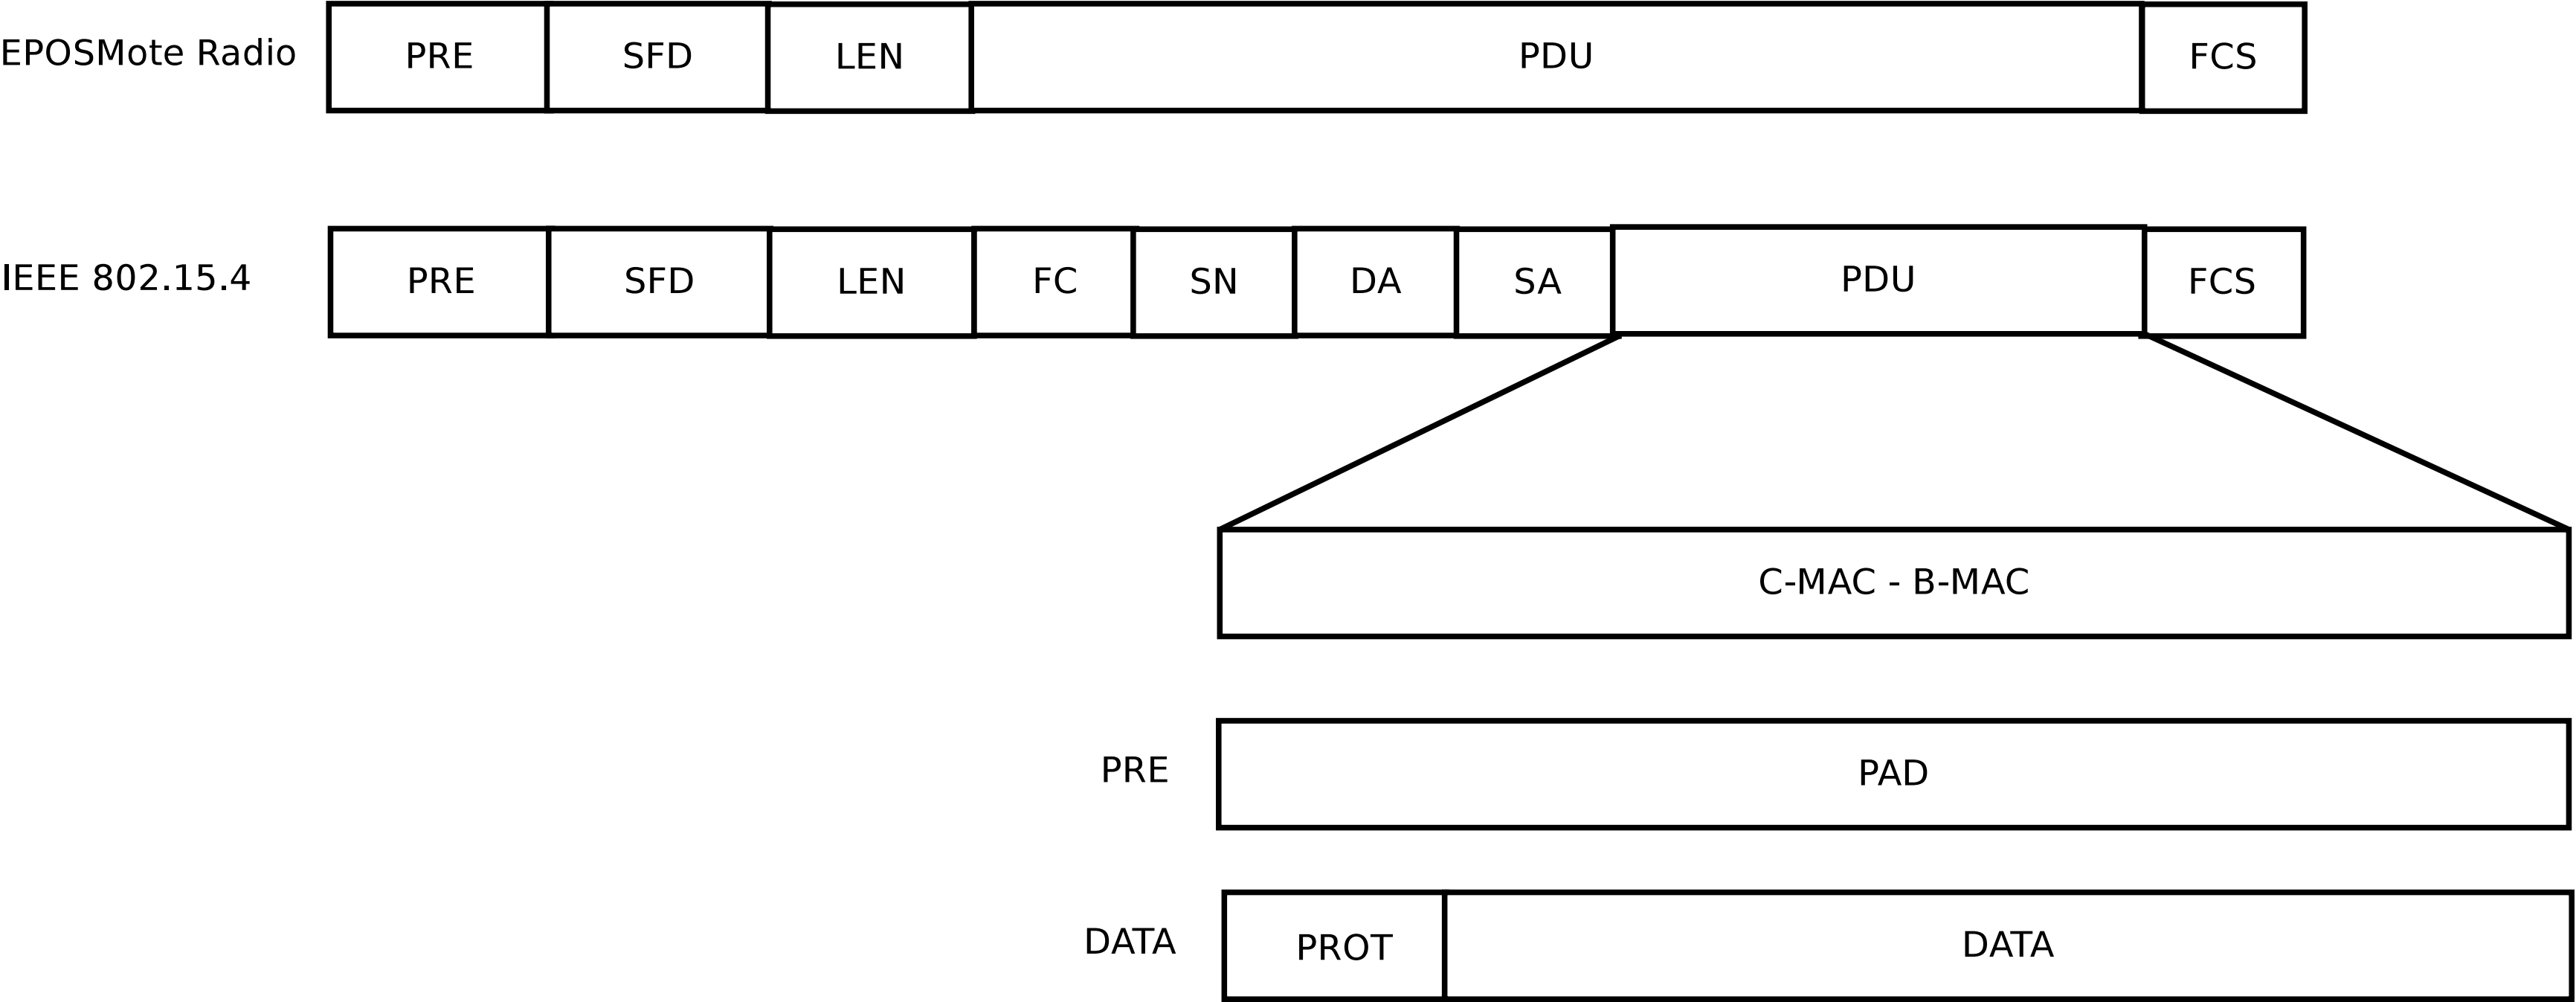 EPOSMote Radio PRE SFD LEN PDU FCS
IEEE 802.15.4 PRE SFD LEN FC SN DA SA PDU FCS
C-MAC - B-MAC
PRE PAD
DATA PROT DATA